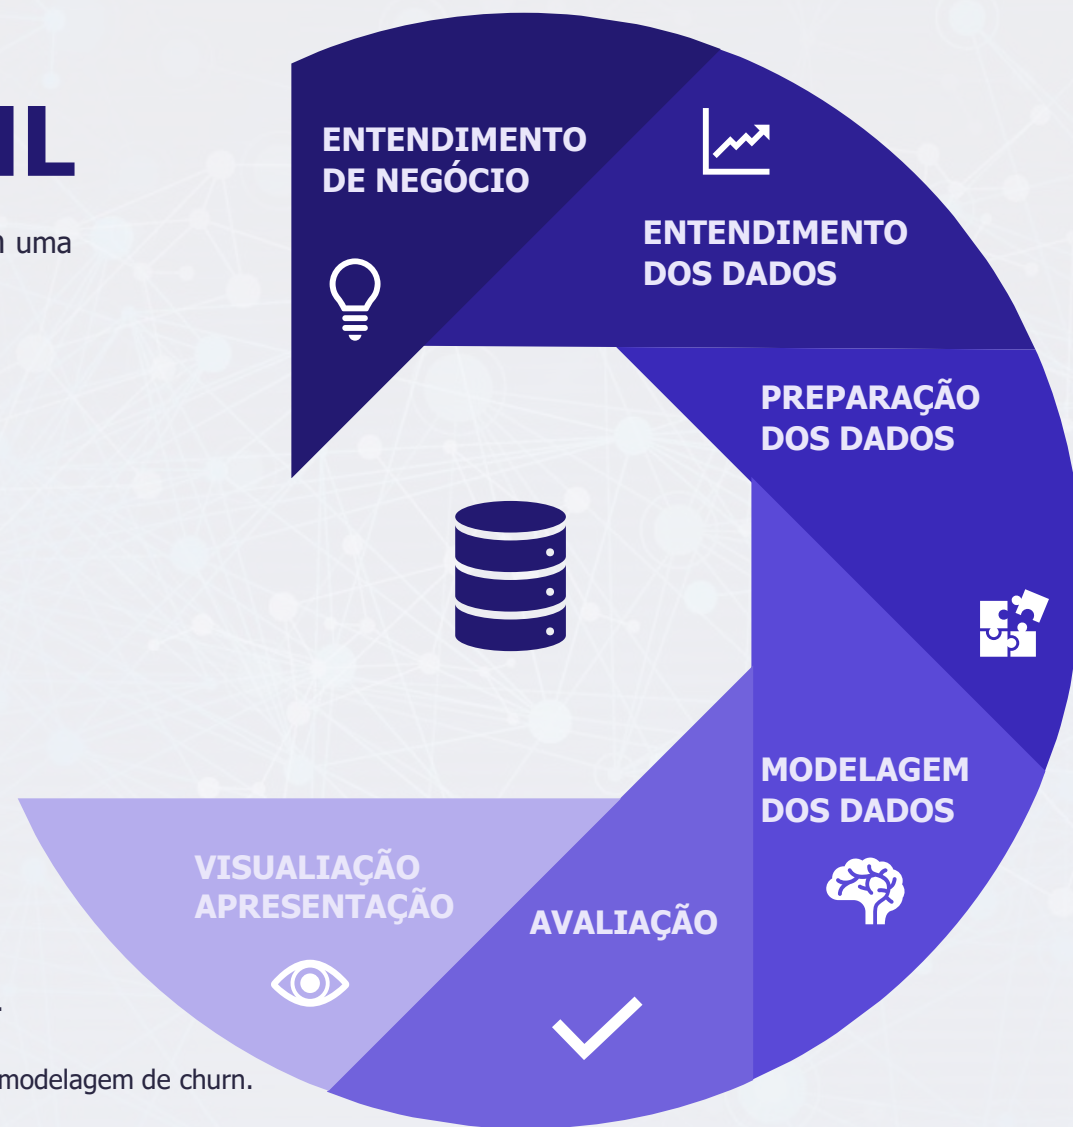 IL
uma
ENTENDIMENTO
DE NEGÓCIO
ENTENDIMENTO
DOS DADOS
PREPARAÇÃO
DOS DADOS
MODELAGEM
DOS DADOS
AVALIAÇÃO
VISUALIAÇÃO
APRESENTAÇÃO
.
modelagem de churn.